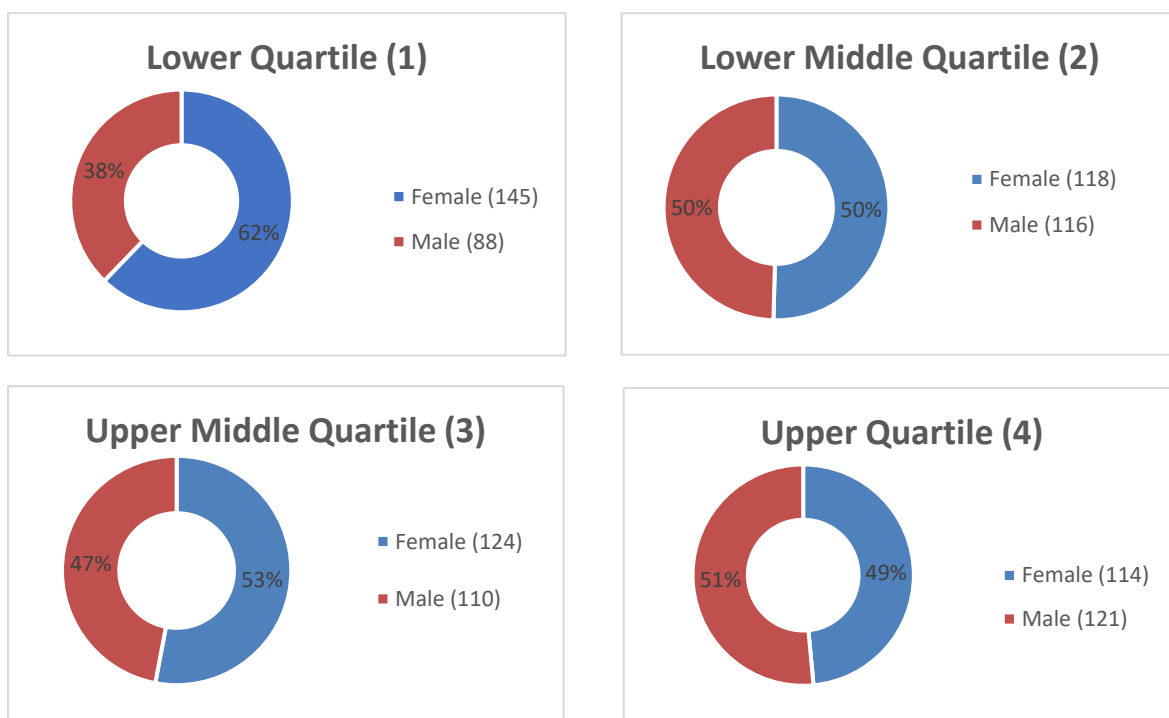 Lower Quartile (1)
38%
62%
Female (145)
Male (88)
Lower Middle Quartile (2)
50%
50%
Female (118)
Male (116)
Upper Middle Quartile (3)
47%
53%
Female (124)
Male (110)
Upper Quartile (4)
51%
49%
Female (114)
Male (121)